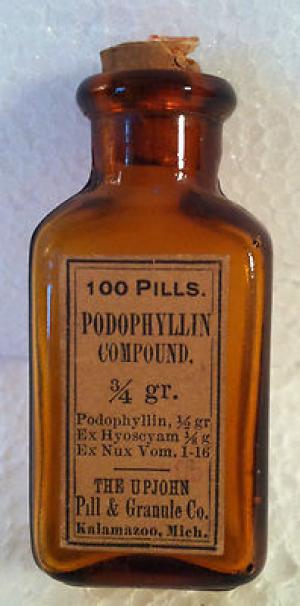 100 PILLS.
PODOPHYLLIN
COMPOUND.
¾ gr.
Podophyllin, ½ gr
Ex Hyoscyam ⅛ g
Ex Nux Vom. 1-16
THE UPJOHN
Pill & Granule Co.
Kalamazoo, Mich.